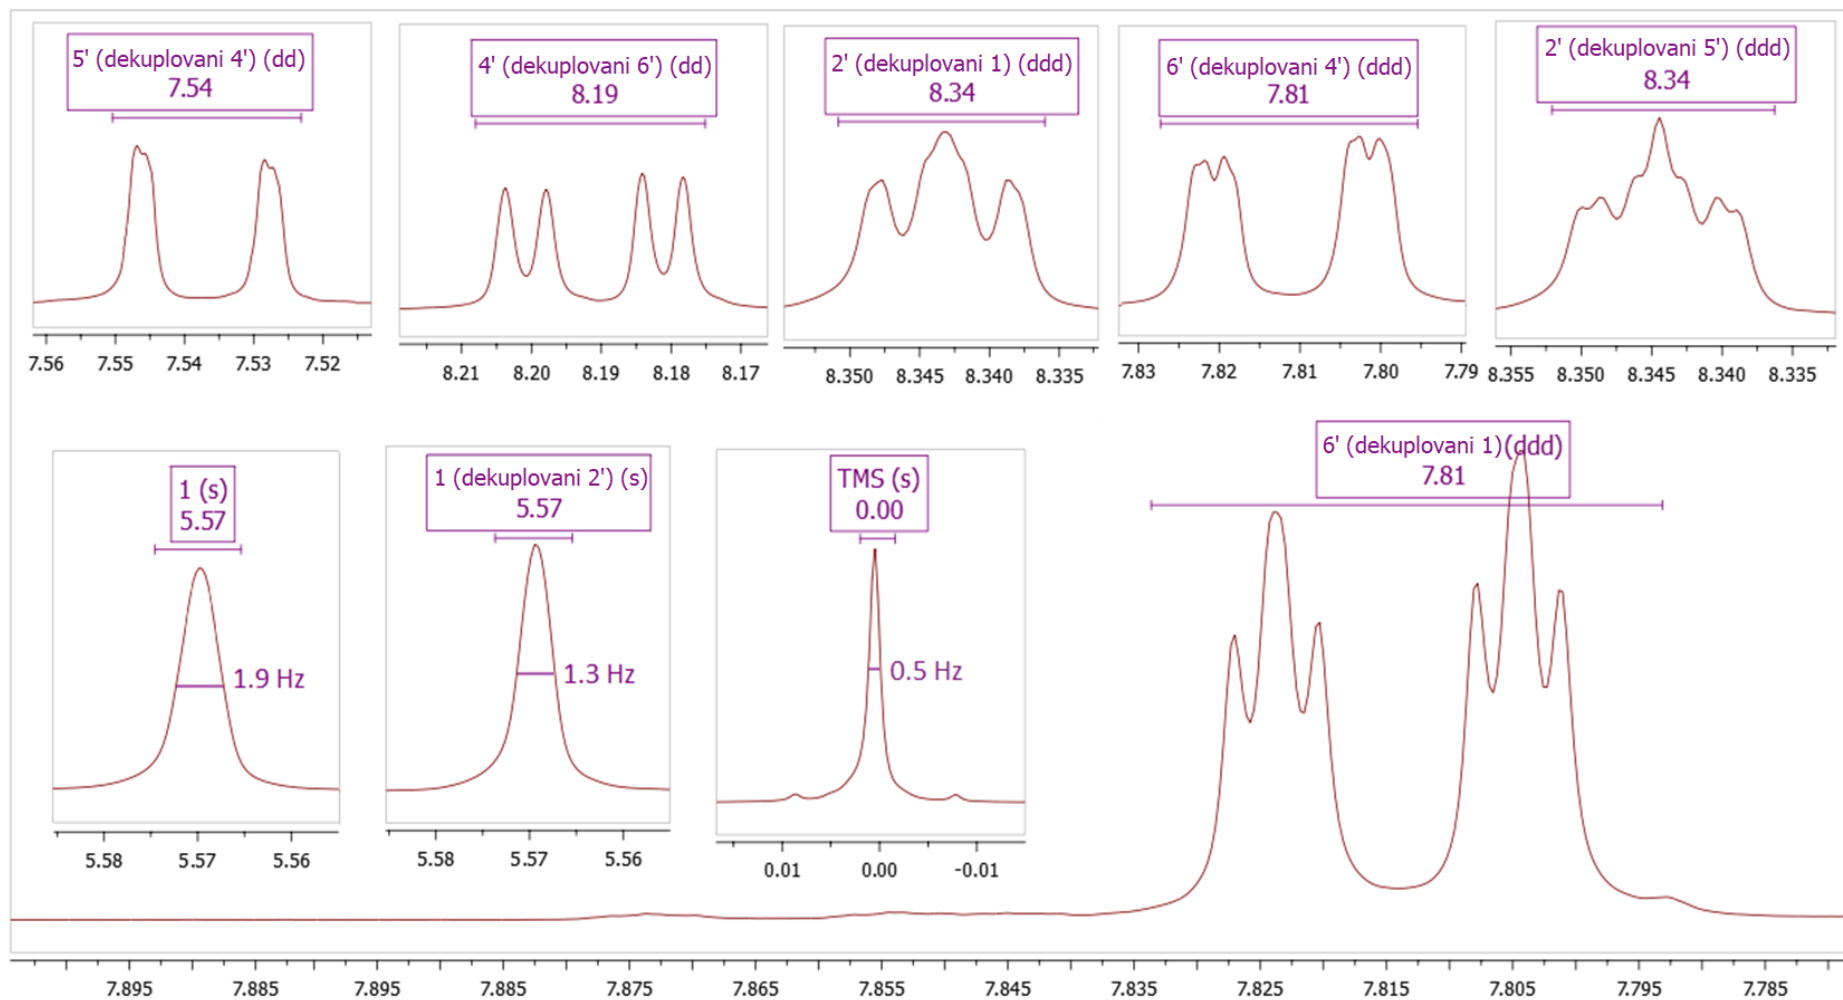 5' (dekuplovani 4') (dd)
7.54
4' (dekuplovani 6') (dd)
8.19
2' (dekuplovani 1) (ddd)
8.34
6' (dekuplovani 4') (ddd)
7.81
2' (dekuplovani 5') (ddd)
8.34
7.56 7.55 7.54 7.53 7.52
8.21 8.20 8.19 8.18 8.17
8.350 8.345 8.340 8.335
7.83 7.82 7.81 7.80 7.79
8.355 8.350 8.345 8.340 8.335
1 (s)
5.57
1.9 Hz
5.58 5.57 5.56
1 (dekuplovani 2') (s)
5.57
1.3 Hz
5.58 5.57 5.56
TMS (s)
0.00
0.5 Hz
0.01 0.00 -0.01
6' (dekuplovani 1) (ddd)
7.81
7.895 7.885 7.895 7.885 7.875 7.865 7.855 7.845 7.835 7.825 7.815 7.805 7.795 7.785